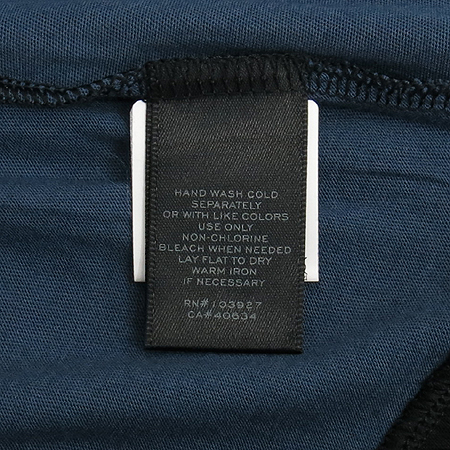 HAND WASH COLD
SEPARATELY
OR WITH LIKE COLORS
USE ONLY
NON-CHLORINE
BLEACH WHEN NEEDED
LAY FLAT TO DRY
WARM IRON
IF NECESSARY
RN#103927
CA#40634